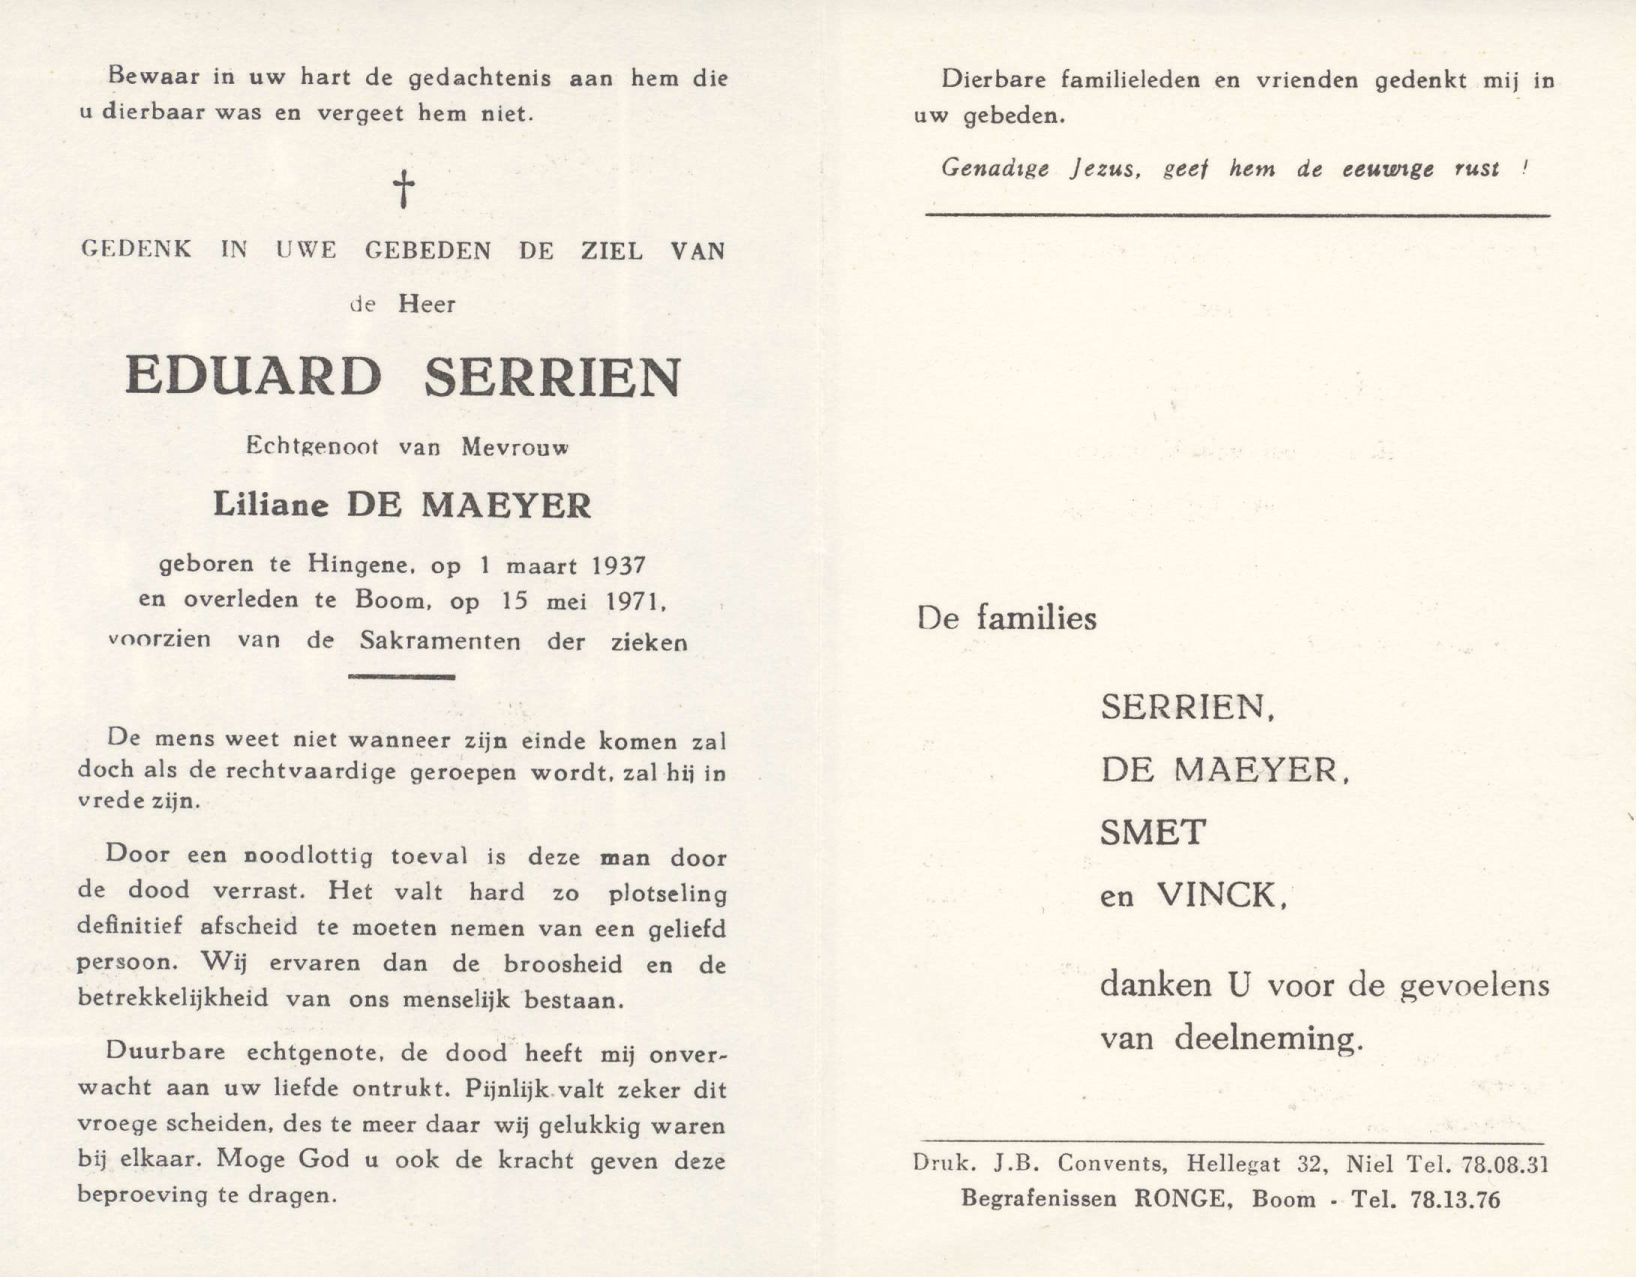 Bewaar in uw hart de gedachtenis aan hem die
u dierbaar was en vergeet hem niet.
†
GEDENK IN UWE GEBEDEN DE ZIEL VAN
de Heer
EDUARD SERRIEN
Echtgenoot van Mevrouw
Liliane DE MAEYER
geboren te Hingene, op 1 maart 1937
en overleden te Boom, op 15 mei 1971,
voorzien van de Sakramenten der zieken
De mens weet niet wanneer zijn einde komen zal
doch als de rechtvaardige geroepen wordt, zal hij in
vrede zijn.
Door een noodlottig toeval is deze man door
de dood verrast. Het valt hard zo plotseling
definitief afscheid te moeten nemen van een geliefd
persoon. Wij ervaren dan de broosheid en de
betrekkelijkheid van ons menselijk bestaan.
Duurbare echtgenote, de dood heeft mij onver-
wacht aan uw liefde ontrukt. Pijnlijk valt zeker dit
vroege scheiden, des te meer daar wij gelukkig waren
bij elkaar. Moge God u ook de kracht geven deze
beproeving te dragen.
Dierbare familieleden en vrienden gedenkt mij in
uw gebeden.
Genadige Jezus, geef hem de eeuwige rust !
De families
SERRIEN,
DE MAEYER,
SMET
en VINCK,
danken U voor de gevoelens
van deelneming.
Druk. J.B. Convents, Hellegat 32, Niel Tel. 78.08.31
Begrafenissen RONGE, Boom - Tel. 78.13.76